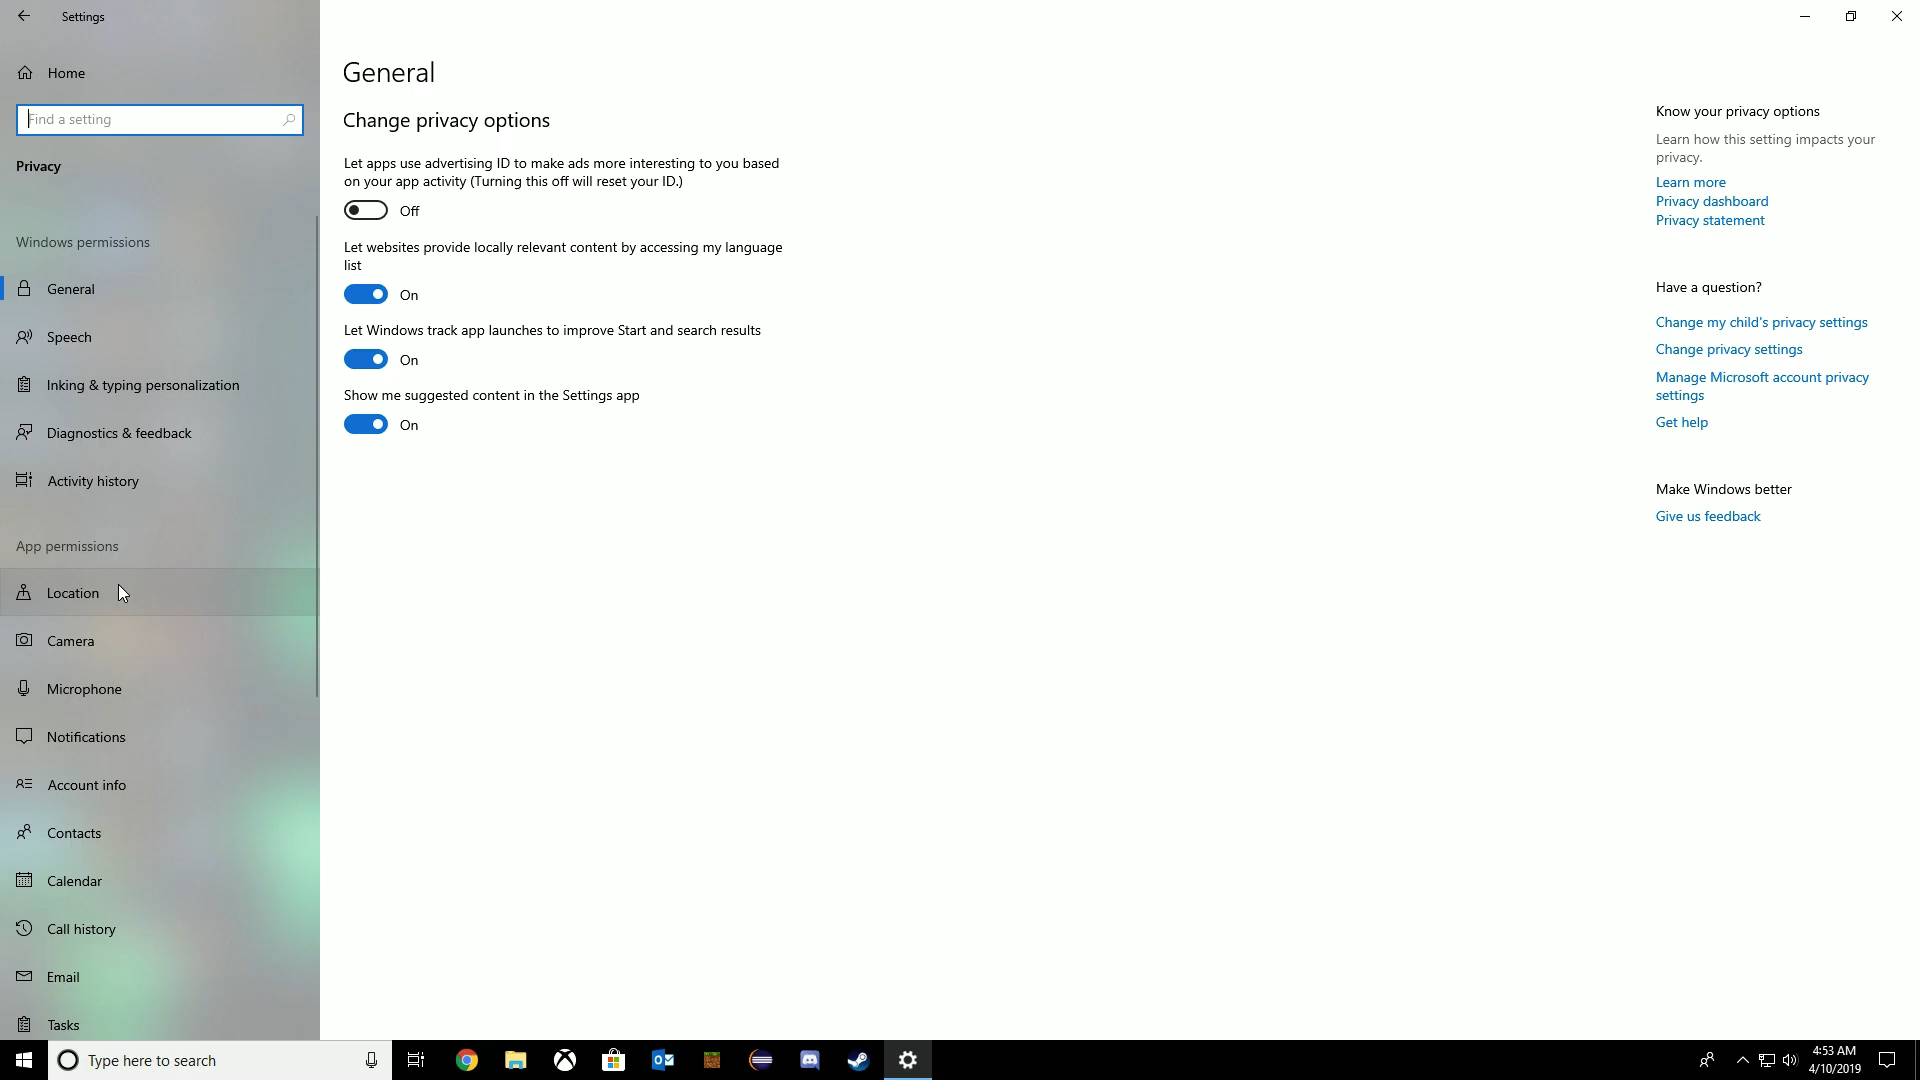 Settings
Home
Find a setting
Privacy
Windows permissions
General
Speech
Inking & typing personalization
Diagnostics & feedback
Activity history
App permissions
Location
Camera
Microphone
Notifications
Account info
Contacts
Calendar
Call history
Email
Tasks
General
Change privacy options
Let apps use advertising ID to make ads more interesting to you based
on your app activity (Turning this off will reset your ID.)
Off
Let websites provide locally relevant content by accessing my language
list
On
Let Windows track app launches to improve Start and search results
On
Show me suggested content in the Settings app
On
Know your privacy options
Learn how this setting impacts your
privacy.
Learn more
Privacy dashboard
Privacy statement
Have a question?
Change my child's privacy settings
Change privacy settings
Manage Microsoft account privacy
settings
Get help
Make Windows better
Give us feedback
Type here to search
4:53 AM
4/10/2019